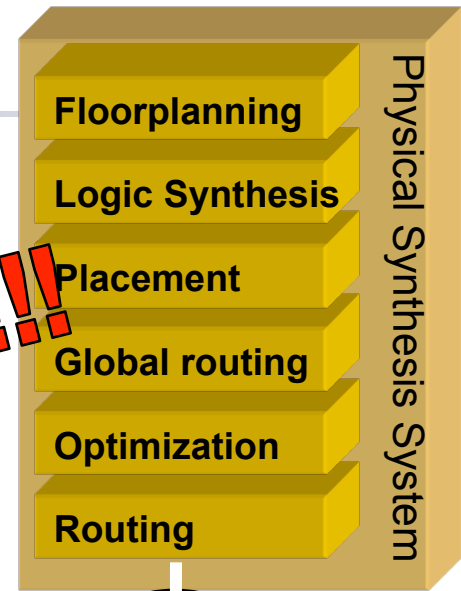 Floorplanning
Logic Synthesis
Placement
Global routing
Optimization
Routing
Physical Synthesis System
!!